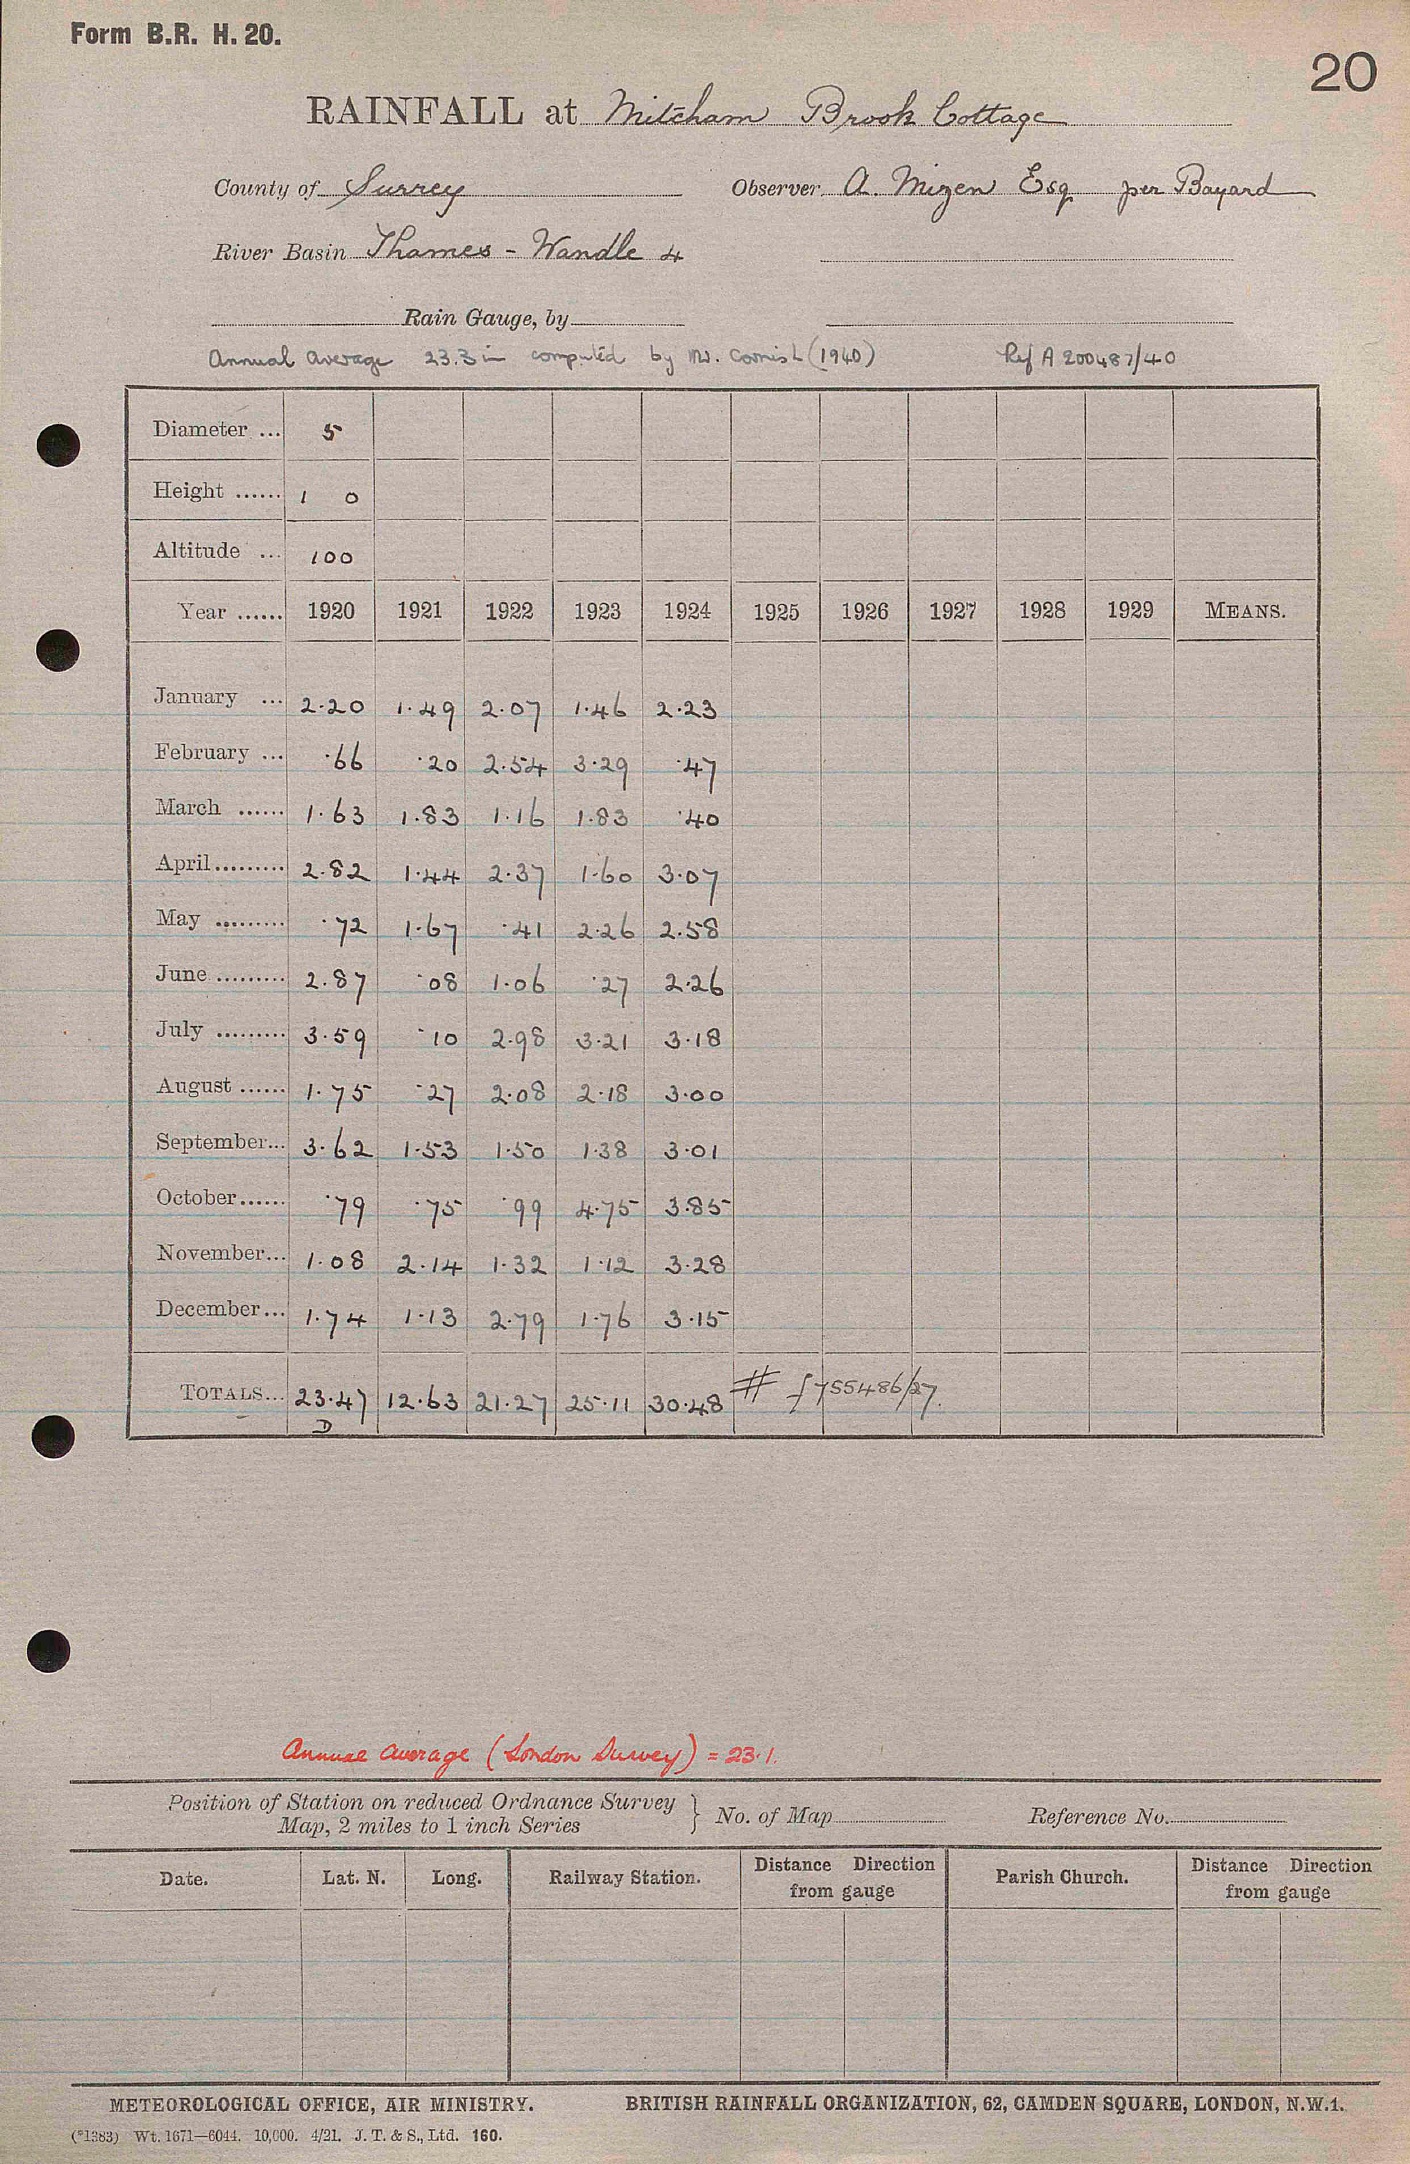 Form B.R. H. 20.
20
RAINFALL at Mitcham Brook Cottage
County of Surrey Observer A. Mizen Esq per Bayard
River Basin Thames - Wandle 4
Rain Gauge, by
Annual Average 23.3 in computed by Mr. Cornish (1940) Ref A 200487/40
Diameter ... 5
Height ...... 1 0
Altitude ... 100
Year ...... 1920 1921 1922 1923 1924 1925 1926 1927 1928 1929 MEANS.
January ... 2.20 1.49 2.07 1.46 2.23
February ... .66 .20 2.54 3.29 .47
March ...... 1.63 1.83 1.16 1.83 .40
April......... 2.82 1.44 2.37 1.60 3.07
May ......... .72 1.67 .41 2.26 2.58
June ......... 2.87 .08 1.06 .27 2.26
July ......... 3.59 .10 2.98 3.21 3.18
August ...... 1.75 .27 2.08 2.18 3.00
September... 3.62 1.53 1.50 1.38 3.01
October...... .79 .75 .99 4.75 3.85
November... 1.08 2.14 1.32 1.12 3.28
December... 1.74 1.13 2.79 1.76 3.15
TOTALS... 23.47 12.63 21.27 25.11 30.48 # f 755486/27.
D
Annual Average (London Survey) = 23.1.
Position of Station on reduced Ordnance Survey
Map, 2 miles to 1 inch Series } No. of Map Reference No.
Date. Lat. N. Long. Railway Station. Distance Direction from gauge Parish Church. Distance Direction from gauge
METEOROLOGICAL OFFICE, AIR MINISTRY. BRITISH RAINFALL ORGANIZATION, 62, CAMDEN SQUARE, LONDON, N.W.1.
(*1383) Wt. 1671—6044. 10,000. 4/21. J. T. & S., Ltd. 160.